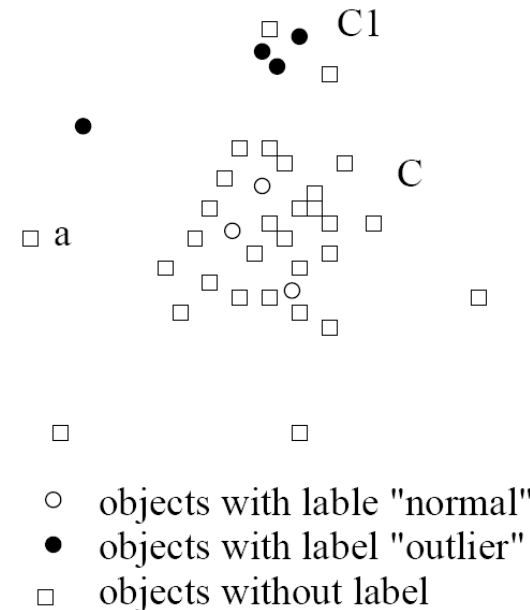 C1
C
a
objects with lable "normal"
objects with label "outlier"
objects without label